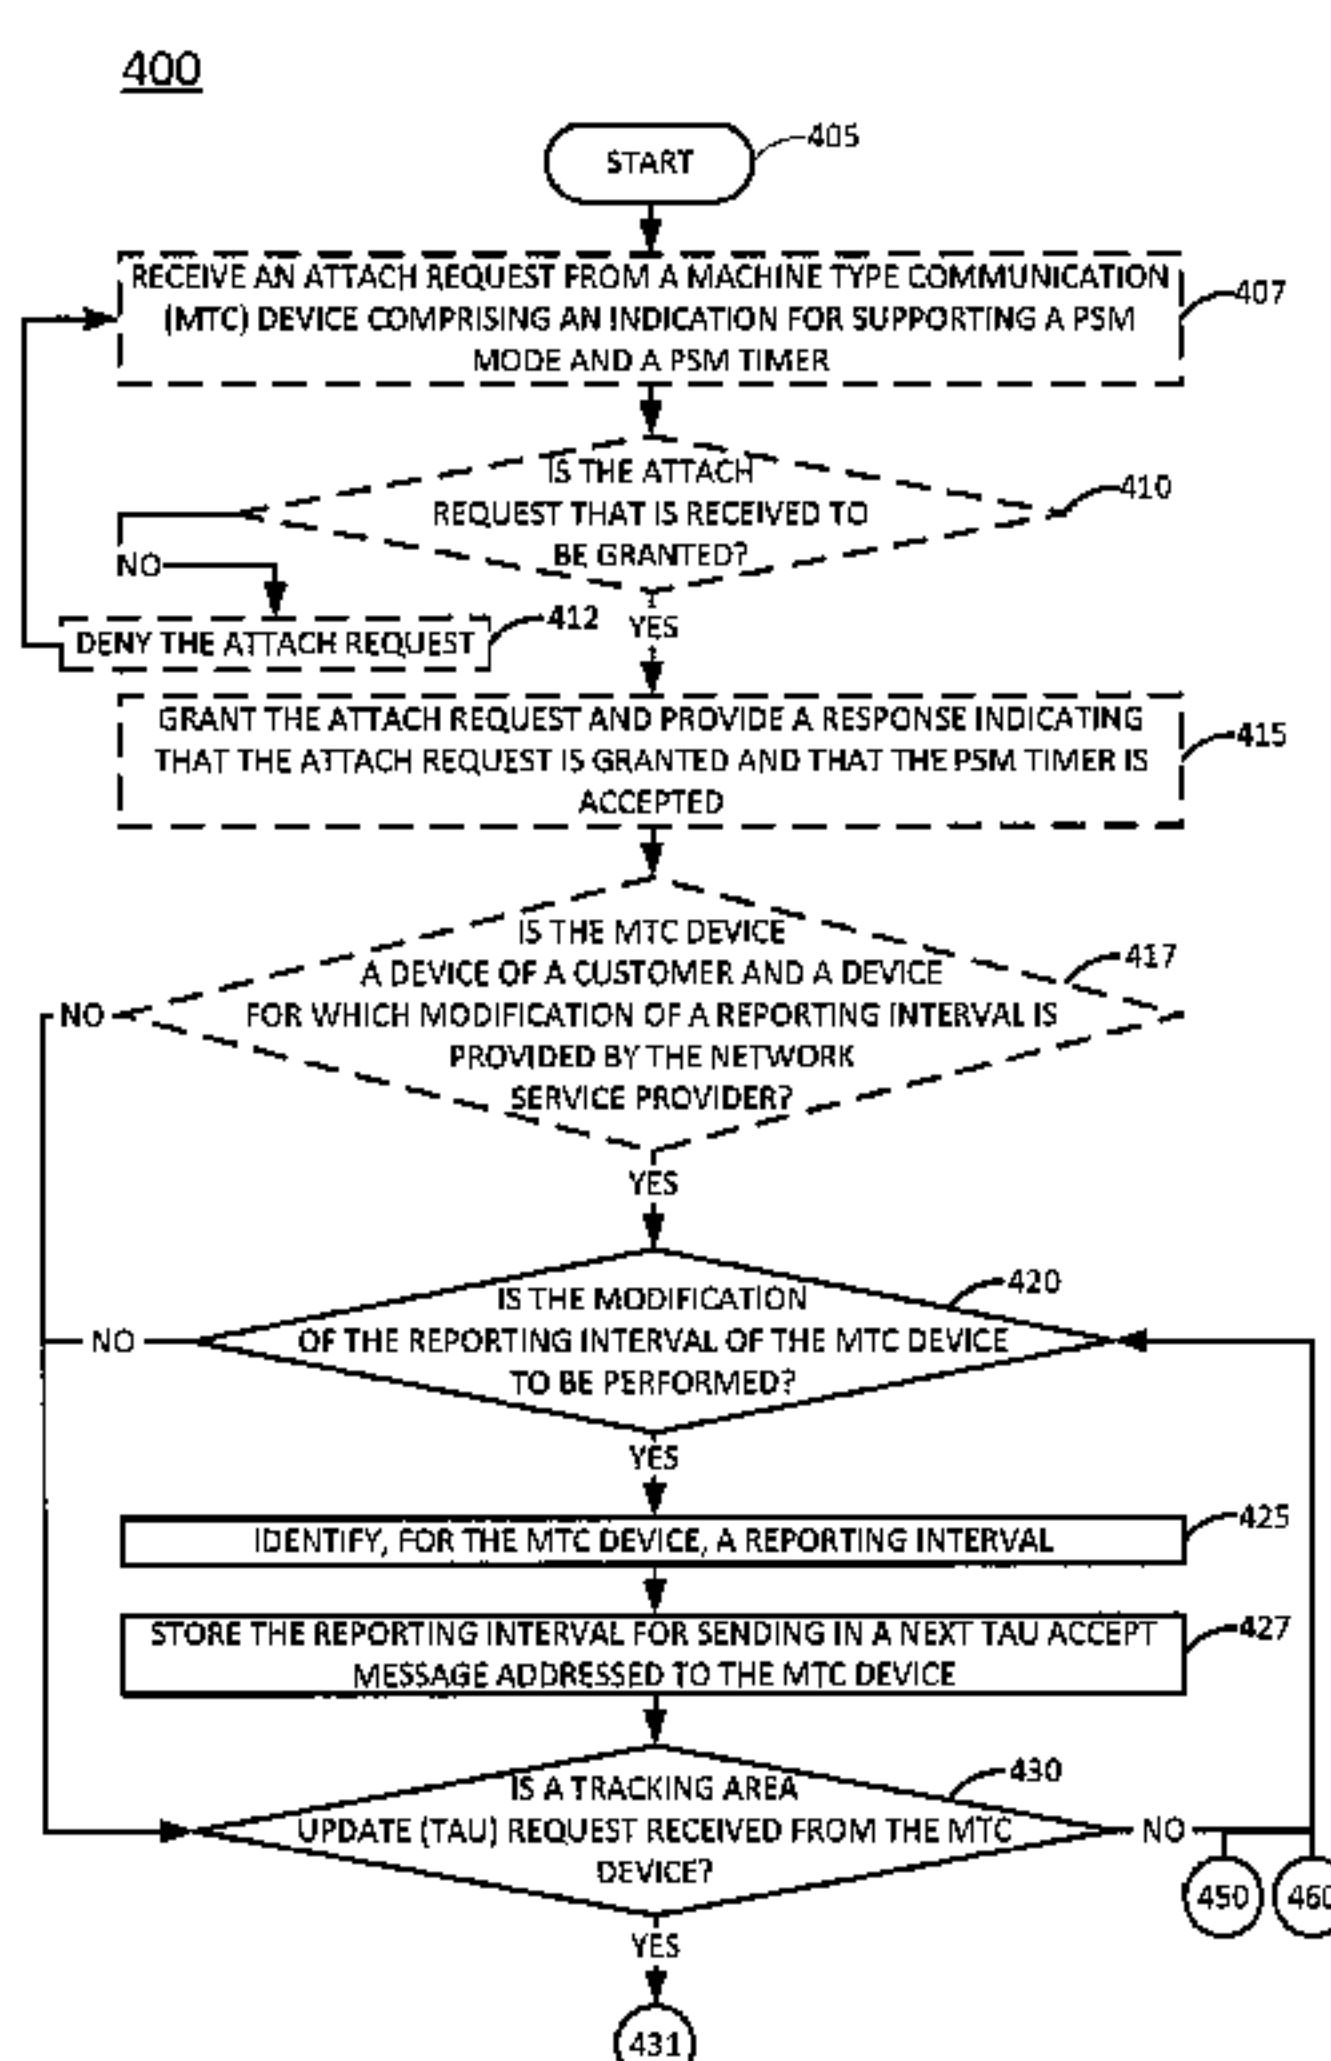 400
START
405
RECEIVE AN ATTACH REQUEST FROM A MACHINE TYPE COMMUNICATION
(MTC) DEVICE COMPRISING AN INDICATION FOR SUPPORTING A PSM
MODE AND A PSM TIMER
407
IS THE ATTACH
REQUEST THAT IS RECEIVED TO
BE GRANTED?
410
NO
DENY THE ATTACH REQUEST
412
YES
GRANT THE ATTACH REQUEST AND PROVIDE A RESPONSE INDICATING
THAT THE ATTACH REQUEST IS GRANTED AND THAT THE PSM TIMER IS
ACCEPTED
415
IS THE MTC DEVICE
A DEVICE OF A CUSTOMER AND A DEVICE
FOR WHICH MODIFICATION OF A REPORTING INTERVAL IS
PROVIDED BY THE NETWORK
SERVICE PROVIDER?
417
NO
YES
IS THE MODIFICATION
OF THE REPORTING INTERVAL OF THE MTC DEVICE
TO BE PERFORMED?
420
NO
YES
IDENTIFY, FOR THE MTC DEVICE, A REPORTING INTERVAL
425
STORE THE REPORTING INTERVAL FOR SENDING IN A NEXT TAU ACCEPT
MESSAGE ADDRESSED TO THE MTC DEVICE
427
IS A TRACKING AREA
UPDATE (TAU) REQUEST RECEIVED FROM THE MTC
DEVICE?
430
NO
450
460
YES
431